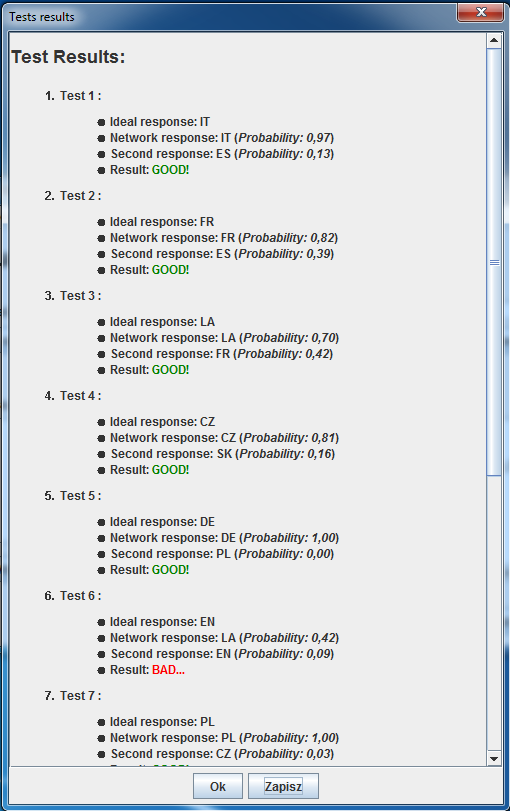 Tests results
Test Results:
1. Test 1 :
● Ideal response: IT
● Network response: IT (Probability: 0,97)
● Second response: ES (Probability: 0,13)
● Result: GOOD!
2. Test 2 :
● Ideal response: FR
● Network response: FR (Probability: 0,82)
● Second response: ES (Probability: 0,39)
● Result: GOOD!
3. Test 3 :
● Ideal response: LA
● Network response: LA (Probability: 0,70)
● Second response: FR (Probability: 0,42)
● Result: GOOD!
4. Test 4 :
● Ideal response: CZ
● Network response: CZ (Probability: 0,81)
● Second response: SK (Probability: 0,16)
● Result: GOOD!
5. Test 5 :
● Ideal response: DE
● Network response: DE (Probability: 1,00)
● Second response: PL (Probability: 0,00)
● Result: GOOD!
6. Test 6 :
● Ideal response: EN
● Network response: LA (Probability: 0,42)
● Second response: EN (Probability: 0,09)
● Result: BAD...
7. Test 7 :
● Ideal response: PL
● Network response: PL (Probability: 1,00)
● Second response: CZ (Probability: 0,03)
Ok
Zapisz